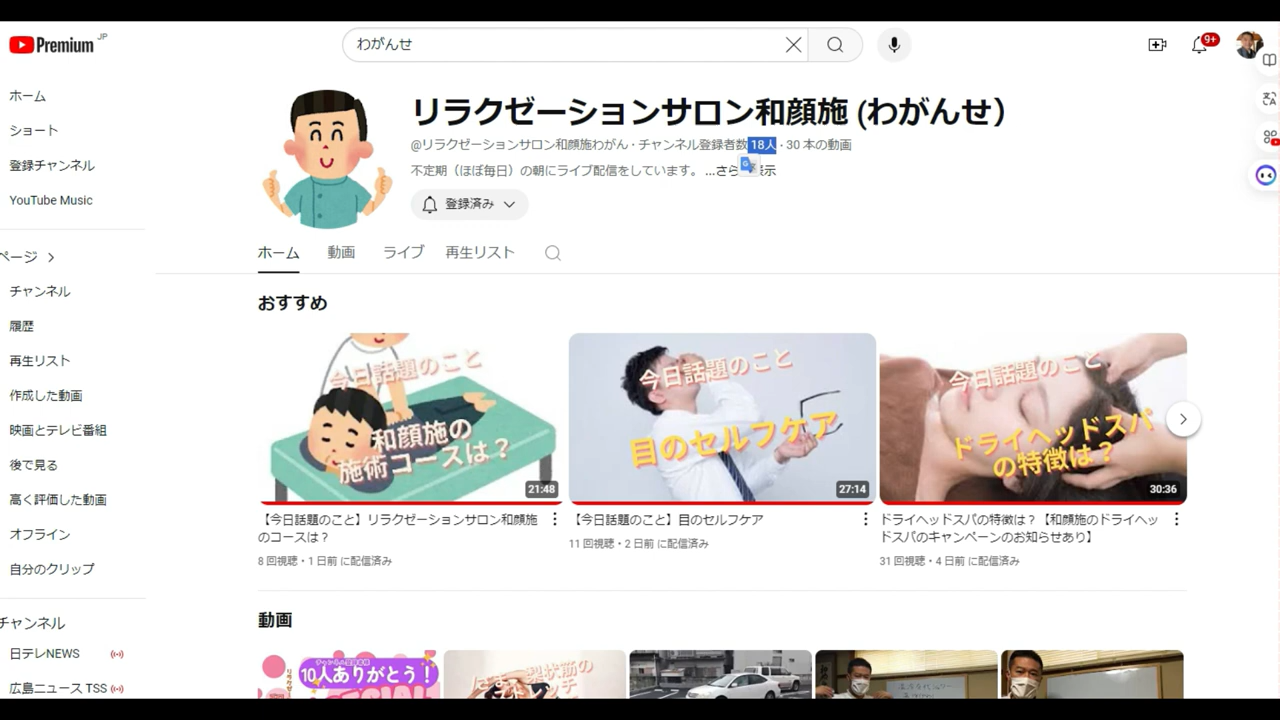 Premium JP
わがんせ
9+
ホーム
ショート
登録チャンネル
YouTube Music
ページ
チャンネル
履歴
再生リスト
作成した動画
映画とテレビ番組
後で見る
高く評価した動画
オフライン
自分のクリップ
チャンネル
日テレNEWS
広島ニュース TSS
リラクゼーションサロン和顔施 (わがんせ）
@リラクゼーションサロン和顔施わがん・チャンネル登録者数 18人・30 本の動画
不定期（ほぼ毎日）の朝にライブ配信をしています。 ...さら表示
登録済み
ホーム 動画 ライブ 再生リスト
おすすめ
今日話題のこと
和顔施の
施術コースは？
21:48
今日話題のこと
目のセルフケア
27:14
今日話題のこと
ドライヘッドスパ
の特徴は？
30:36
【今日話題のこと】リラクゼーションサロン和顔施
のコースは？
8 回視聴・1 日前 に配信済み
【今日話題のこと】目のセルフケア
11 回視聴・2 日前 に配信済み
ドライヘッドスパの特徴は？【和顔施のドライヘッ
ドスパのキャンペーンのお知らせあり】
31 回視聴・4 日前 に配信済み
動画
10人ありがとう！